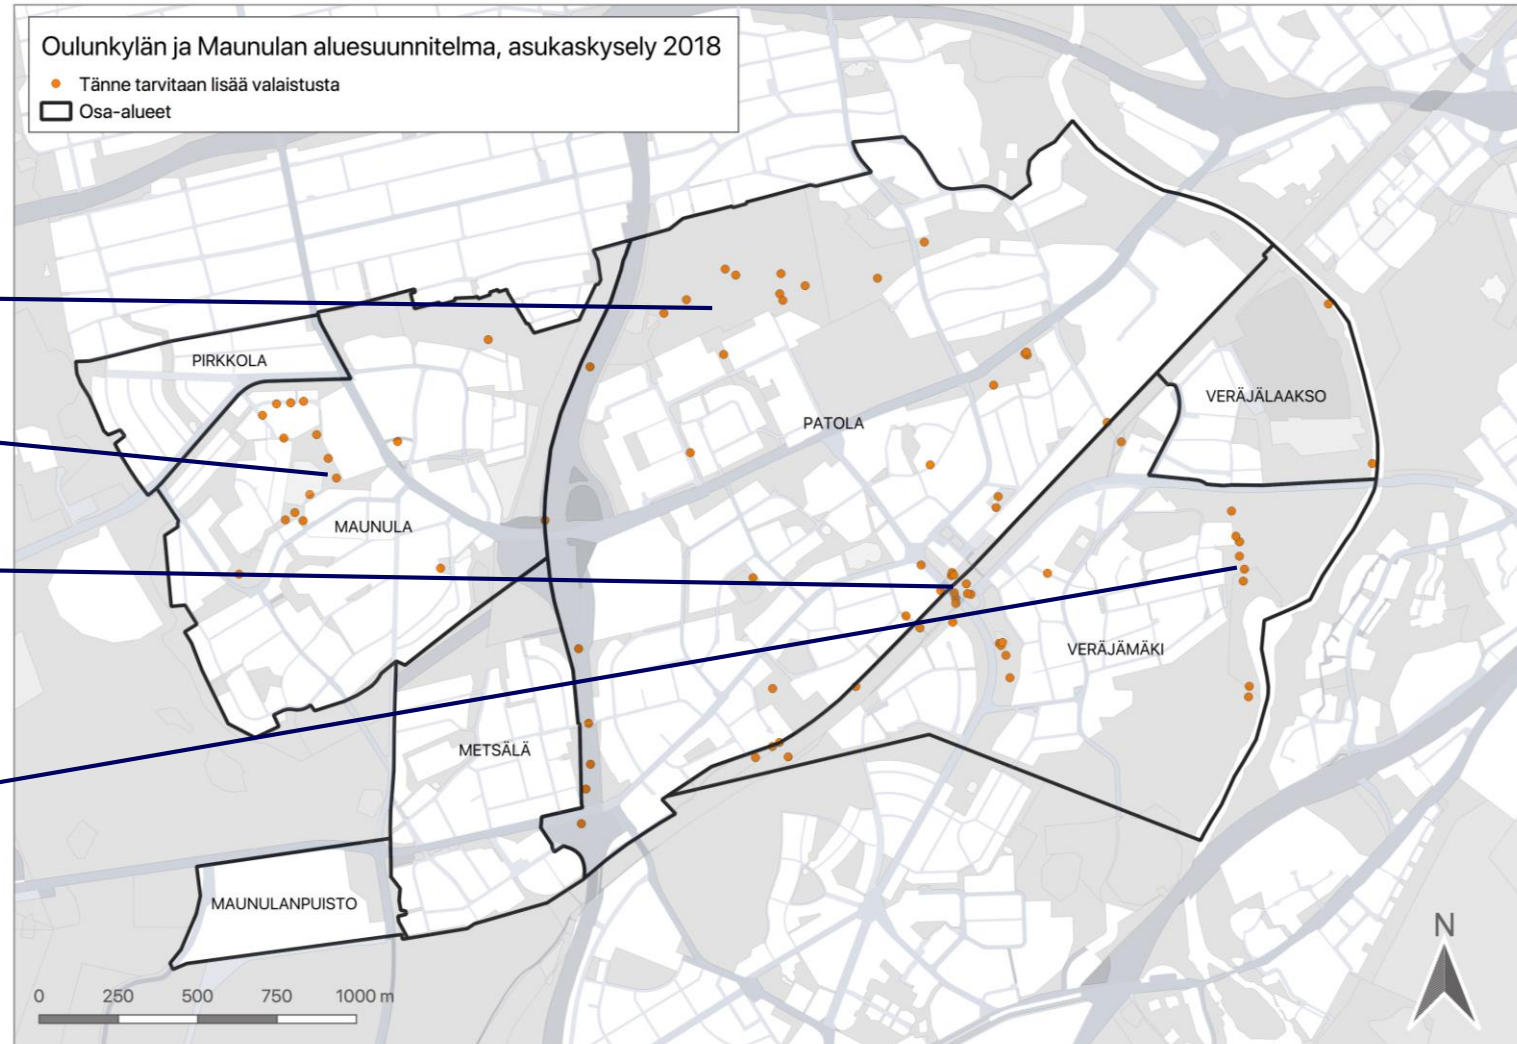 Oulunkylän ja Maunulan aluesuunnitelma, asukaskysely 2018
Tänne tarvitaan lisää valaistusta
Osa-alueet
PIRKKOLA
VERÄJÄLAAKSO
PATOLA
MAUNULA
VERÄJÄMÄKI
METSÄLÄ
MAUNULANPUISTO
N
0 250 500 750 1000 m